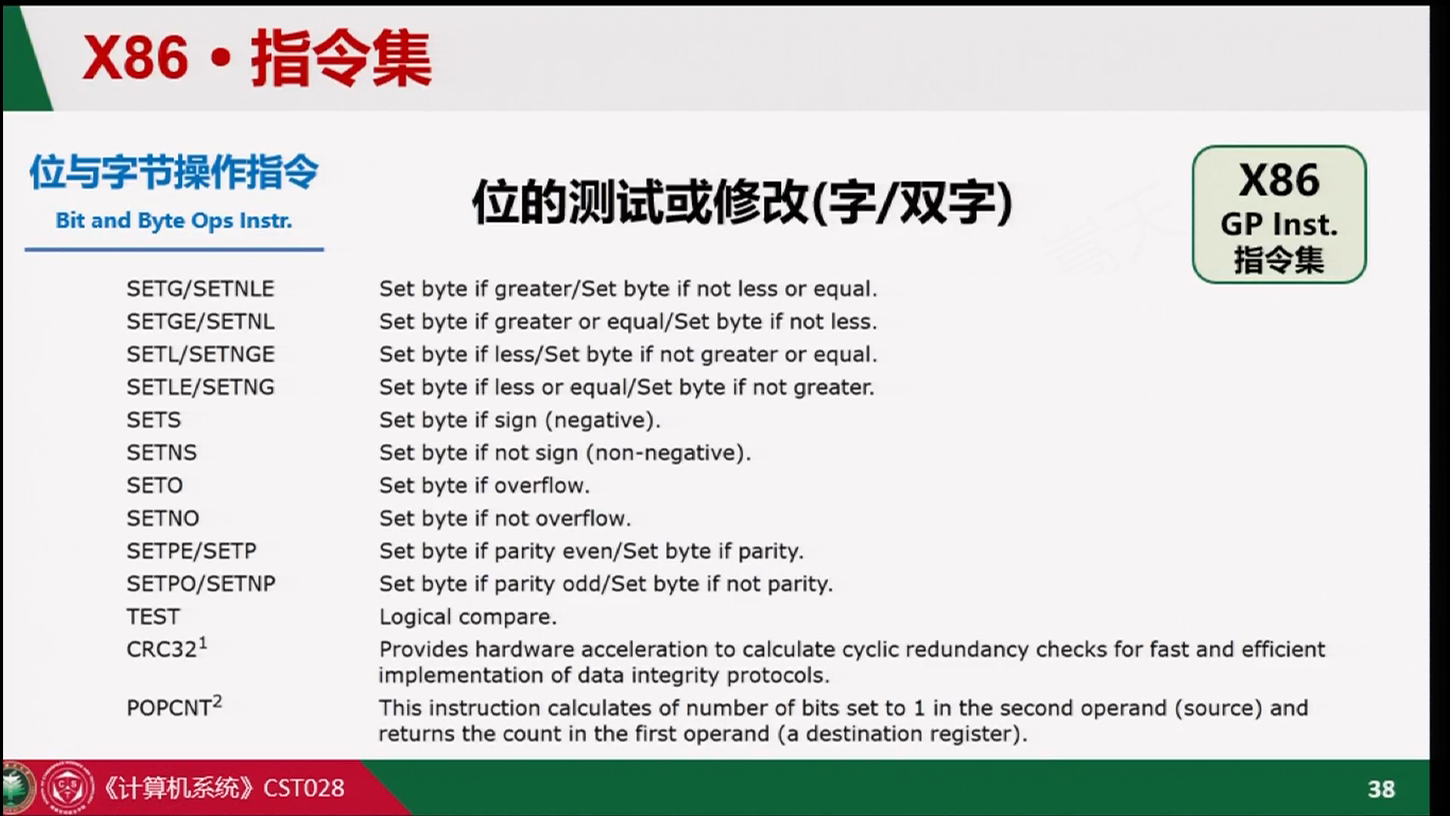 X86 • 指令集
位与字节操作指令
Bit and Byte Ops Instr.
位的测试或修改(字/双字)
X86
GP Inst.
指令集
SETG/SETNLE Set byte if greater/Set byte if not less or equal.
SETGE/SETNL Set byte if greater or equal/Set byte if not less.
SETL/SETNGE Set byte if less/Set byte if not greater or equal.
SETLE/SETNG Set byte if less or equal/Set byte if not greater.
SETS Set byte if sign (negative).
SETNS Set byte if not sign (non-negative).
SETO Set byte if overflow.
SETNO Set byte if not overflow.
SETPE/SETP Set byte if parity even/Set byte if parity.
SETPO/SETNP Set byte if parity odd/Set byte if not parity.
TEST Logical compare.
CRC32¹ Provides hardware acceleration to calculate cyclic redundancy checks for fast and efficient
implementation of data integrity protocols.
POPCNT² This instruction calculates of number of bits set to 1 in the second operand (source) and
returns the count in the first operand (a destination register).
《计算机系统》CST028
38